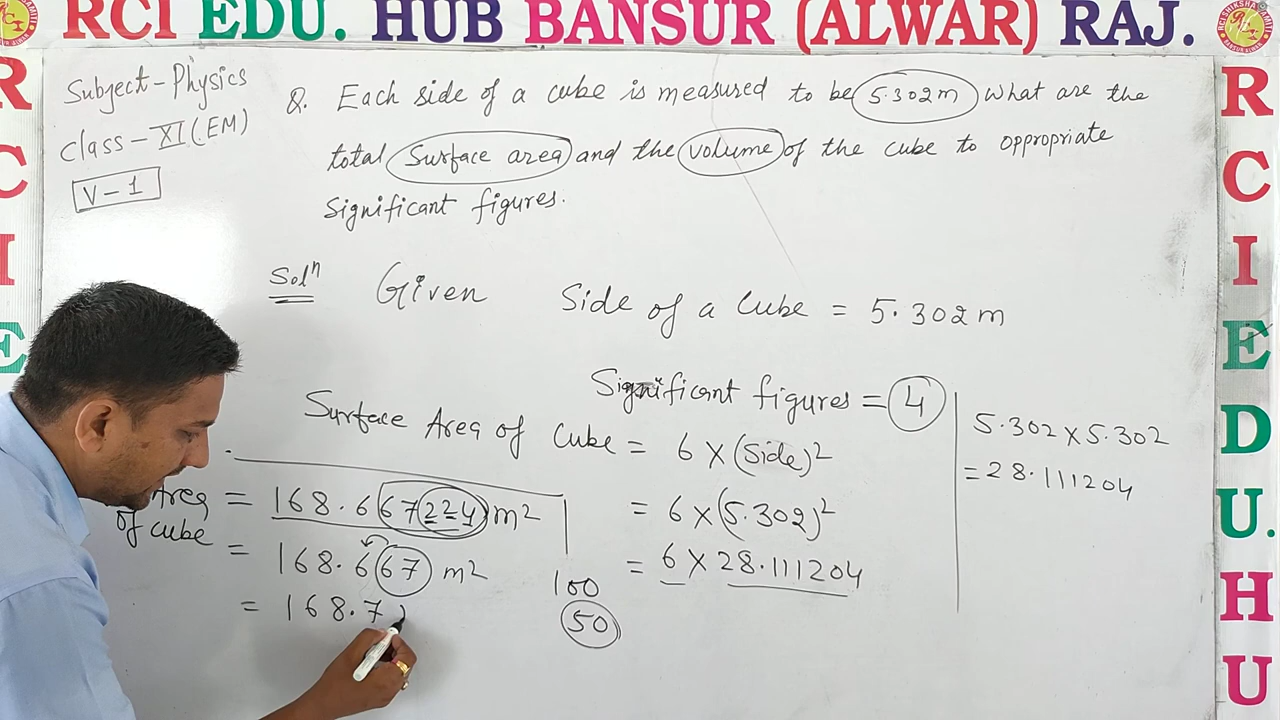 RCI EDU. HUB BANSUR (ALWAR) RAJ.
Subject - Physics
Class - XI (EM)
V-1
Q. Each side of a cube is measured to be 5.302m What are the
total Surface area and the volume of the cube to oppropriate
Significant figures.
Solⁿ Given Side of a Cube = 5.302m
Significant figures = 4
Surface Area of Cube = 6 × (Side)²
= 6 × (5.302)²
= 6 × 28.111204
5.302 × 5.302
= 28.111204
Area of cube = 168.667224 m²
= 168.667 m²
= 168.7
100
50
R
C
I
E
R
C
I
E
D
U.
H
U